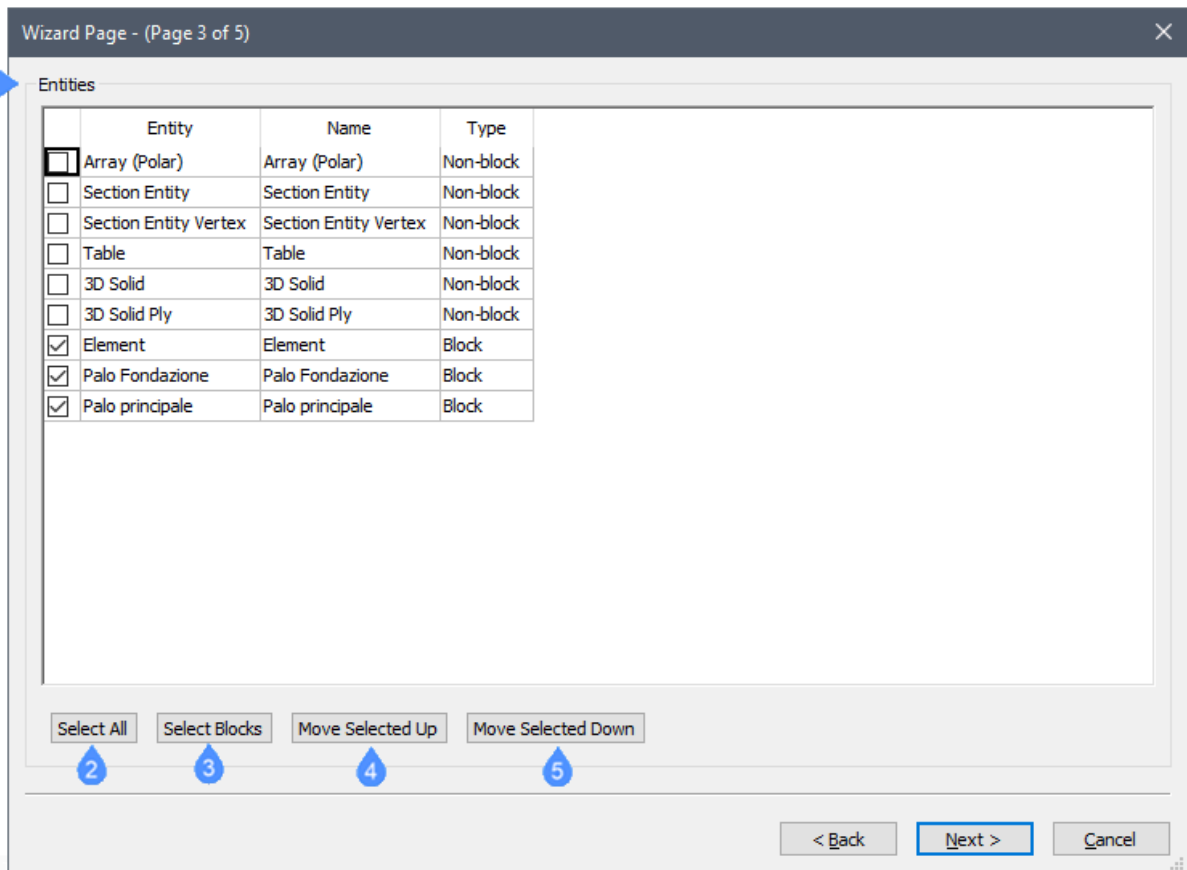 Wizard Page - (Page 3 of 5)
Entities
Entity Name Type
Array (Polar) Array (Polar) Non-block
Section Entity Section Entity Non-block
Section Entity Vertex Section Entity Vertex Non-block
Table Table Non-block
3D Solid 3D Solid Non-block
3D Solid Ply 3D Solid Ply Non-block
Element Element Block
Palo Fondazione Palo Fondazione Block
Palo principale Palo principale Block
Select All Select Blocks Move Selected Up Move Selected Down
2 3 4 5
< Back Next > Cancel